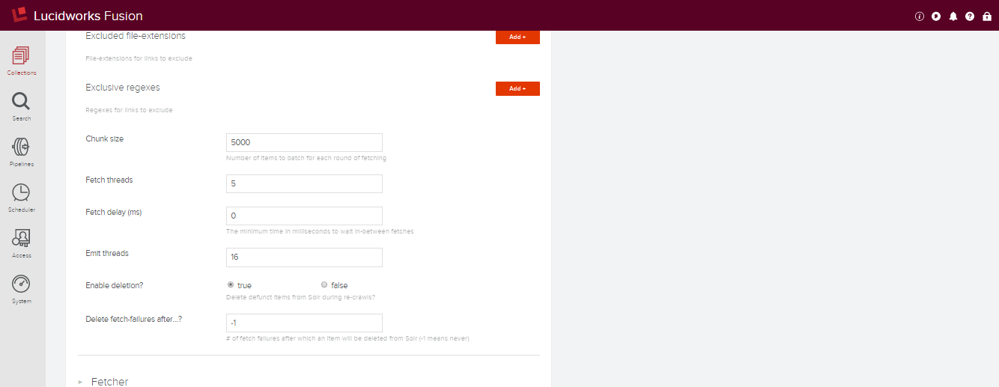 Lucidworks Fusion
Collections
Search
Pipelines
Scheduler
Access
System
Excluded file-extensions
Add +
File-extensions for links to exclude
Exclusive regexes
Add +
Regexes for links to exclude
Chunk size
5000
Number of items to batch for each round of fetching
Fetch threads
5
Fetch delay (ms)
0
The minimum time in milliseconds to wait in-between fetches
Emit threads
16
Enable deletion?
true false
Delete defunct items from Solr during re-crawls?
Delete fetch-failures after...?
-1
# of fetch failures after which an item will be deleted from Solr (-1 means never)
Fetcher